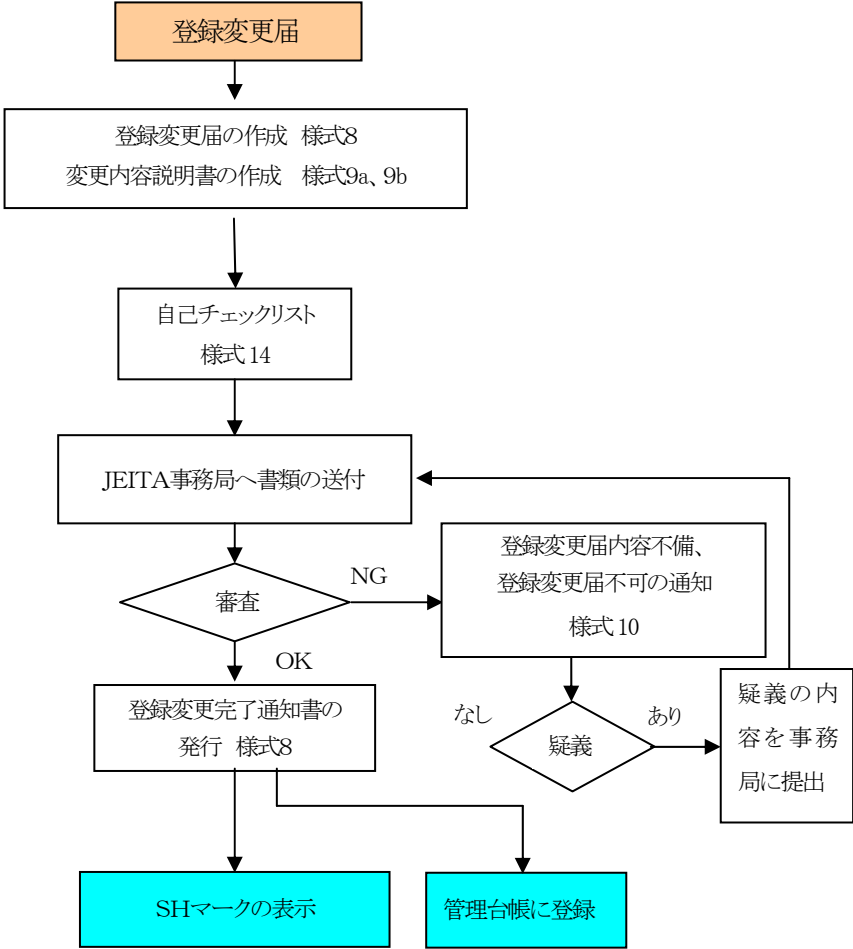 登録変更届
登録変更届の作成 様式8
変更内容説明書の作成 様式9a、9b
自己チェックリスト
様式 14
JEITA事務局へ書類の送付
審査
NG
登録変更届内容不備、
登録変更届不可の通知
様式 10
OK
登録変更完了通知書の
発行 様式8
なし
疑義
あり
疑義の内
容を事務
局に提出
SHマークの表示
管理台帳に登録